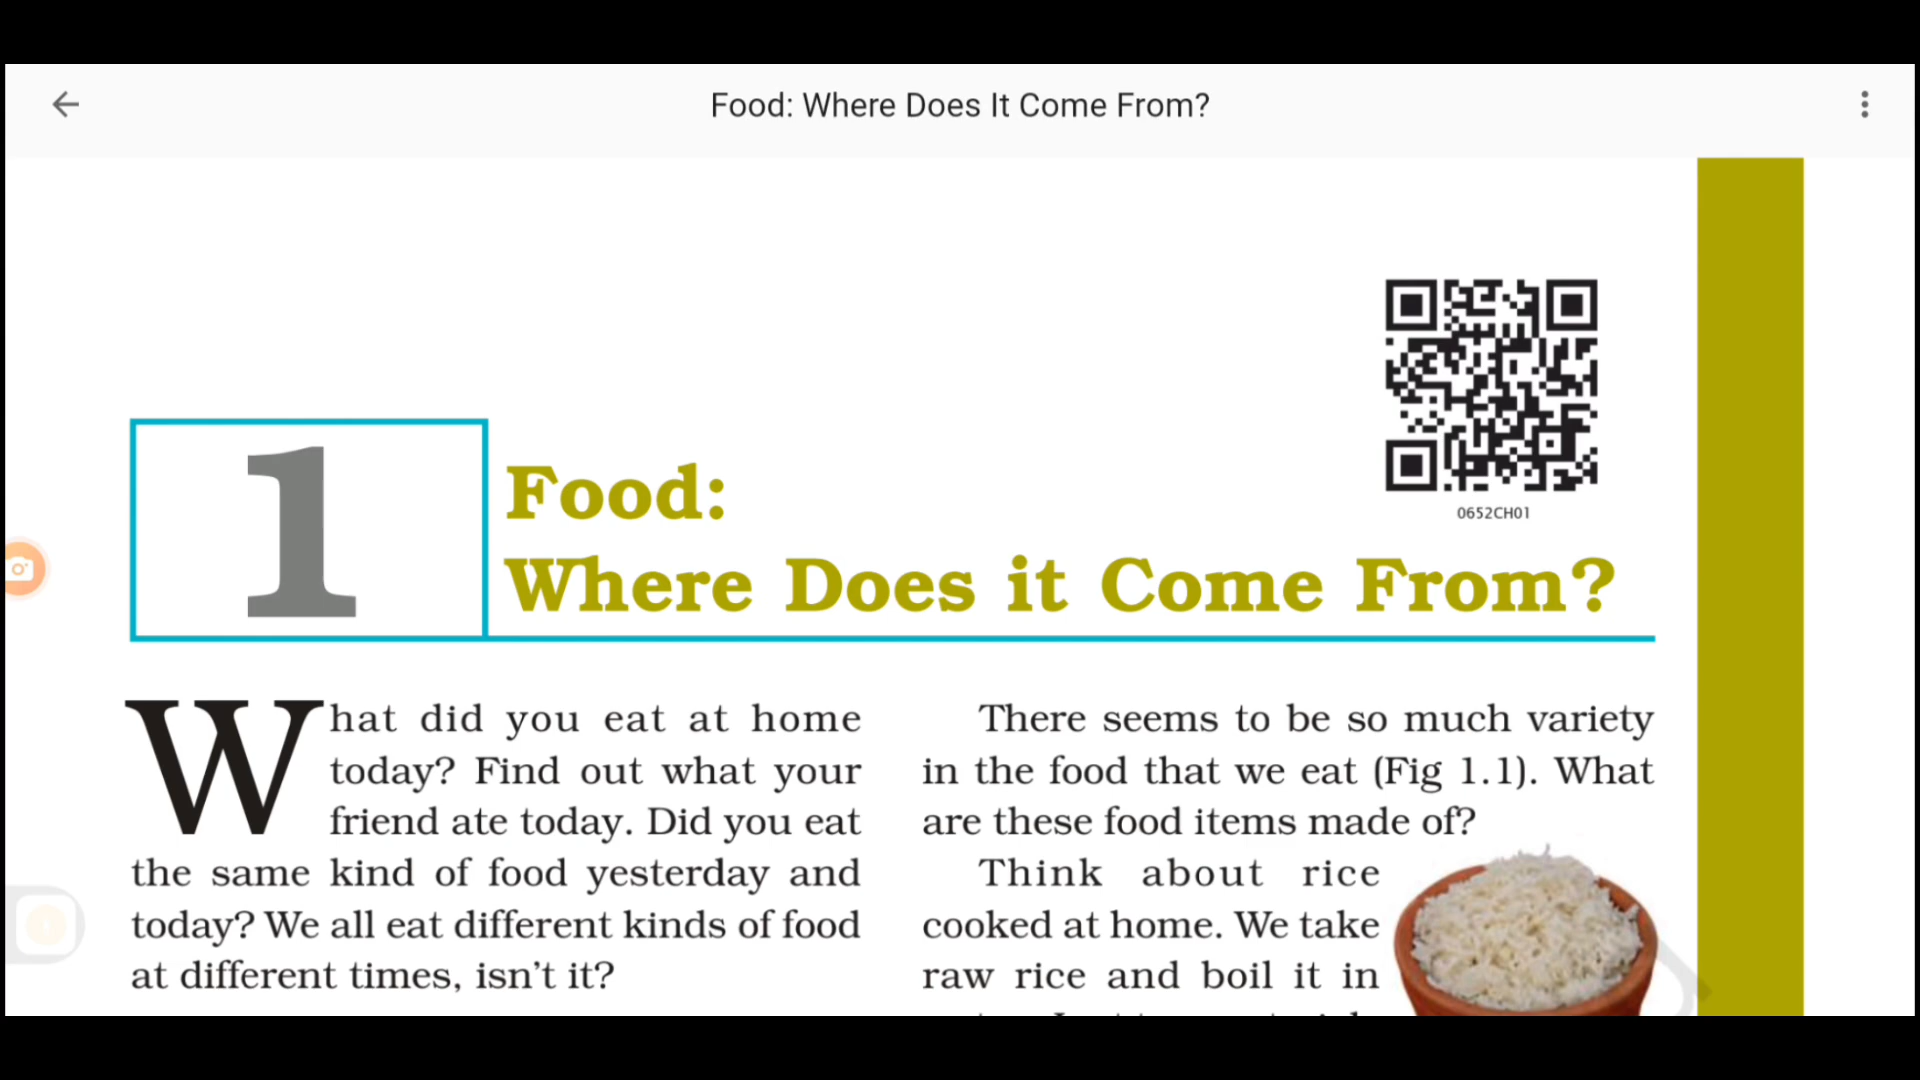 Food: Where Does It Come From?
0652CH01
1
Food:
Where Does it Come From?
What did you eat at home
today? Find out what your
friend ate today. Did you eat
the same kind of food yesterday and
today? We all eat different kinds of food
at different times, isn't it?
There seems to be so much variety
in the food that we eat (Fig 1.1). What
are these food items made of?
Think about rice
cooked at home. We take
raw rice and boil it in